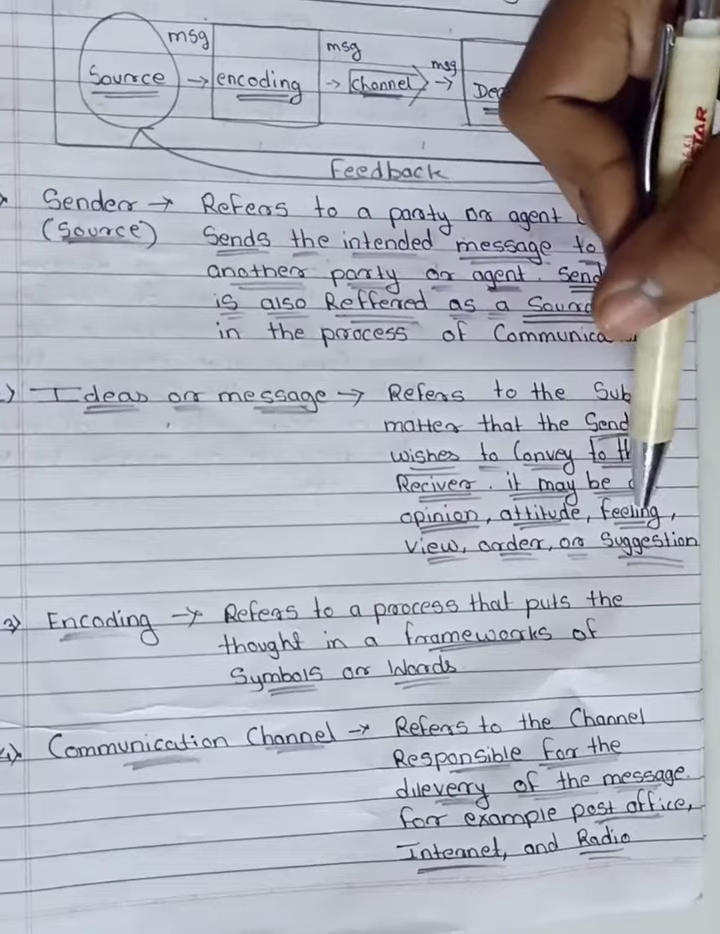 msg
msg
msg
Source → encoding → Channel →
Feedback
Sender → Refers to a party or agent
(Source) Sends the intended message to
another party or agent.
is also Reffered as a
in the process of
Ideas or message → Refers to the
matter that the
wishes to Convey to
Reciver. it may be
opinion, attitude, feeling,
view, order, or Suggestion
3) Encoding → Refers to a process that puts the
thought in a frameworks of
Symbols or Words
4) Communication Channel → Refers to the Channel
Responsible for the
dilevery of the message.
for example post office,
Internet, and Radio
STAR